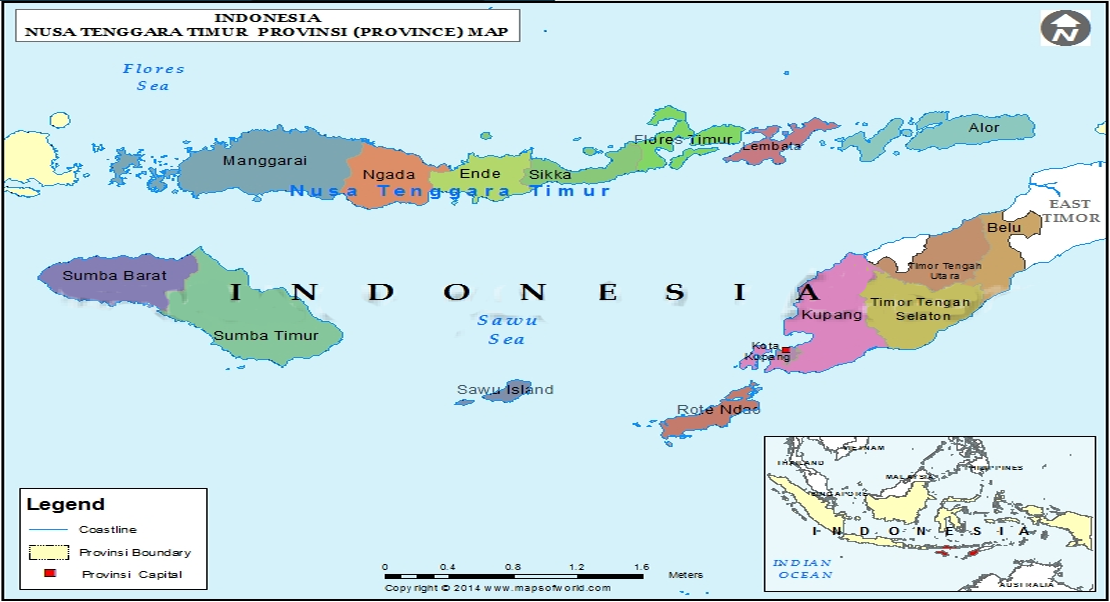 INDONESIA
NUSA TENGGARA TIMUR PROVINSI (PROVINCE) MAP
N
Flores
Sea
Manggarai
Ngada
Ende
Sikka
Flores Timur
Lembata
Alor
Nusa Tenggara Timur
EAST
TIMOR
Belu
Timor Tengah
Utara
Sumba Barat
Sumba Timur
INDONESIA
Timor Tengan
Selaton
Kupang
Sawu
Sea
Kota
Kopang
Sawu Island
Rote Ndao
Legend
Coastline
Provinsi Boundary
Provinsi Capital
0 0.4 0.8 1.2 1.6
Meters
Copyright © 2014 www.mapsofworld.com
VIETNAM
THAILAND
PHILIPPINES
MALAYSIA
SINGAPORE
INDONESIA
INDIAN
OCEAN
AUSTRALIA